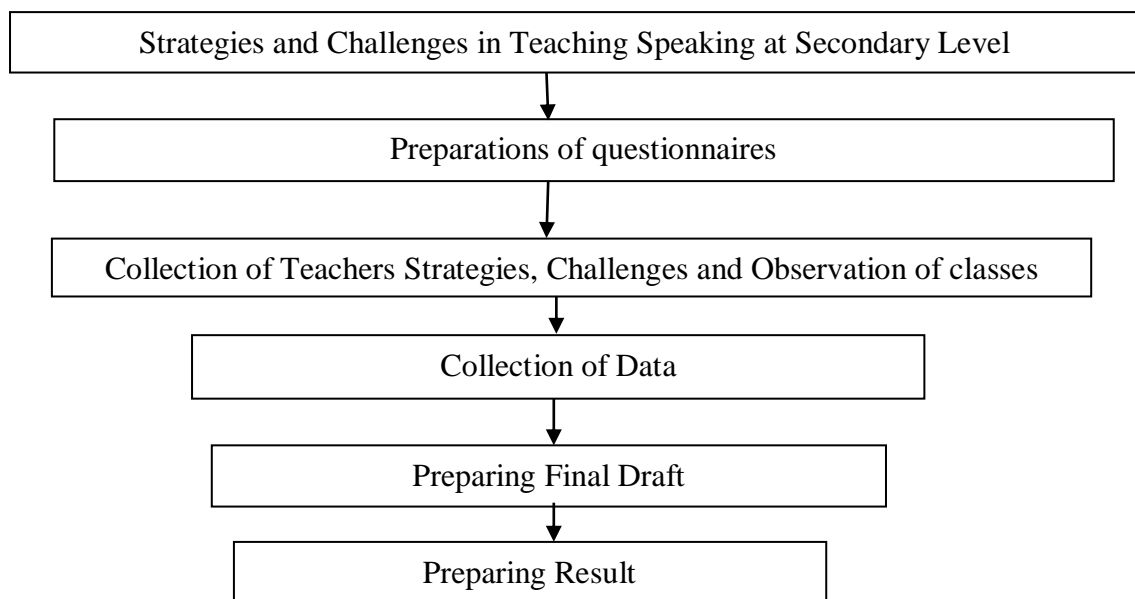 Strategies and Challenges in Teaching Speaking at Secondary Level
Preparations of questionnaires
Collection of Teachers Strategies, Challenges and Observation of classes
Collection of Data
Preparing Final Draft
Preparing Result